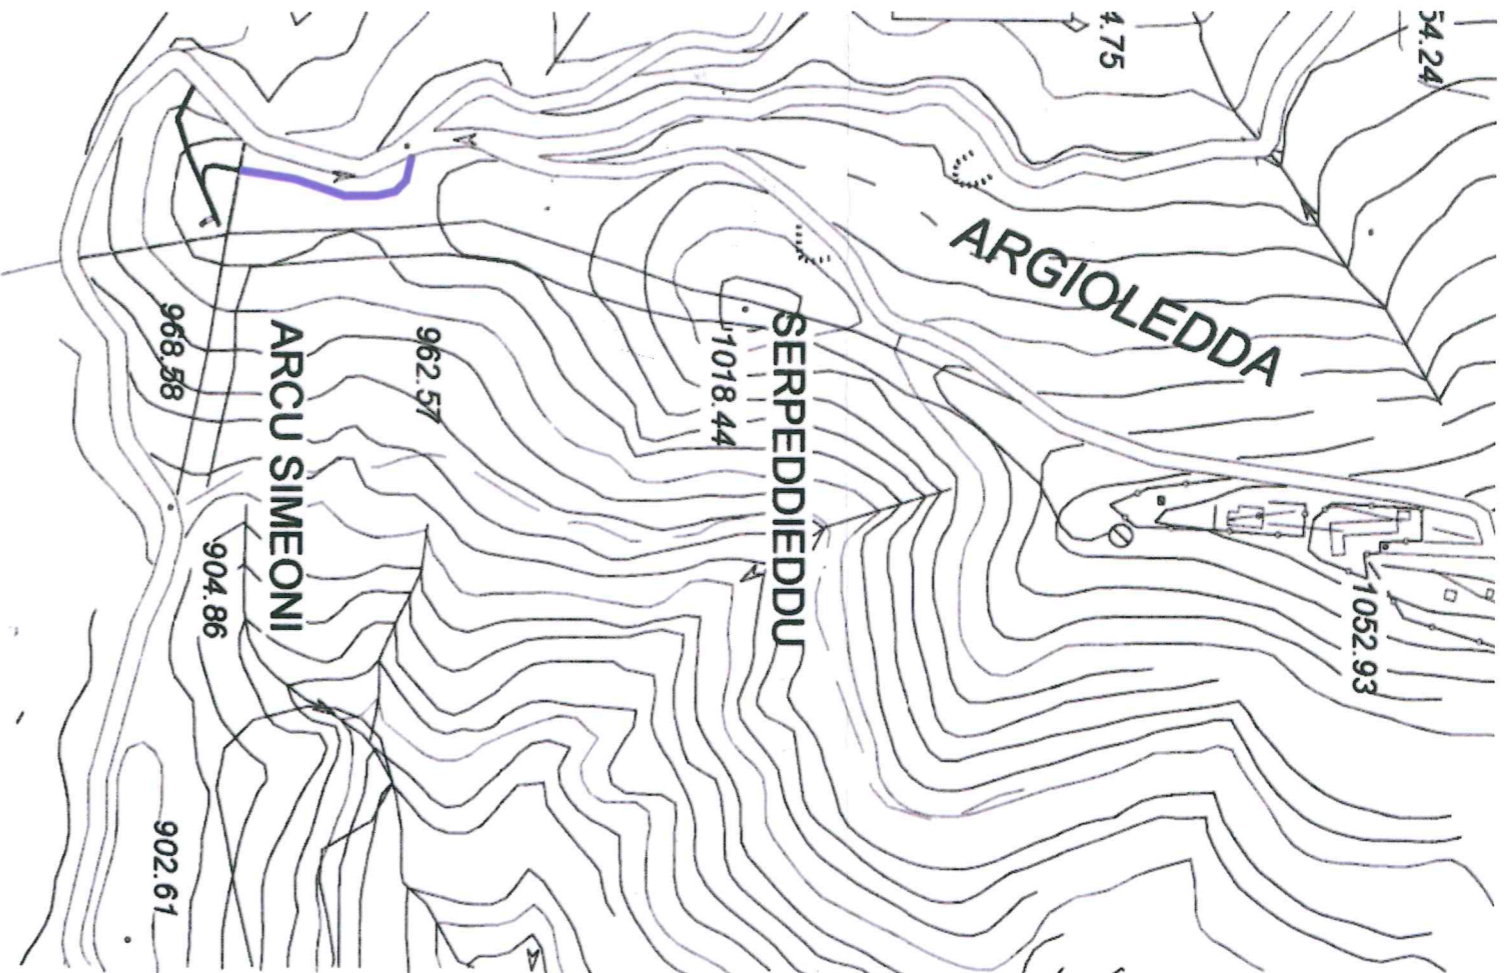 4.75
54.24
ARGIOLEDDA
968.58
ARCU SIMEONI
962.57
1018.44
SERPEDDIEDDU
904.86
1052.93
902.61